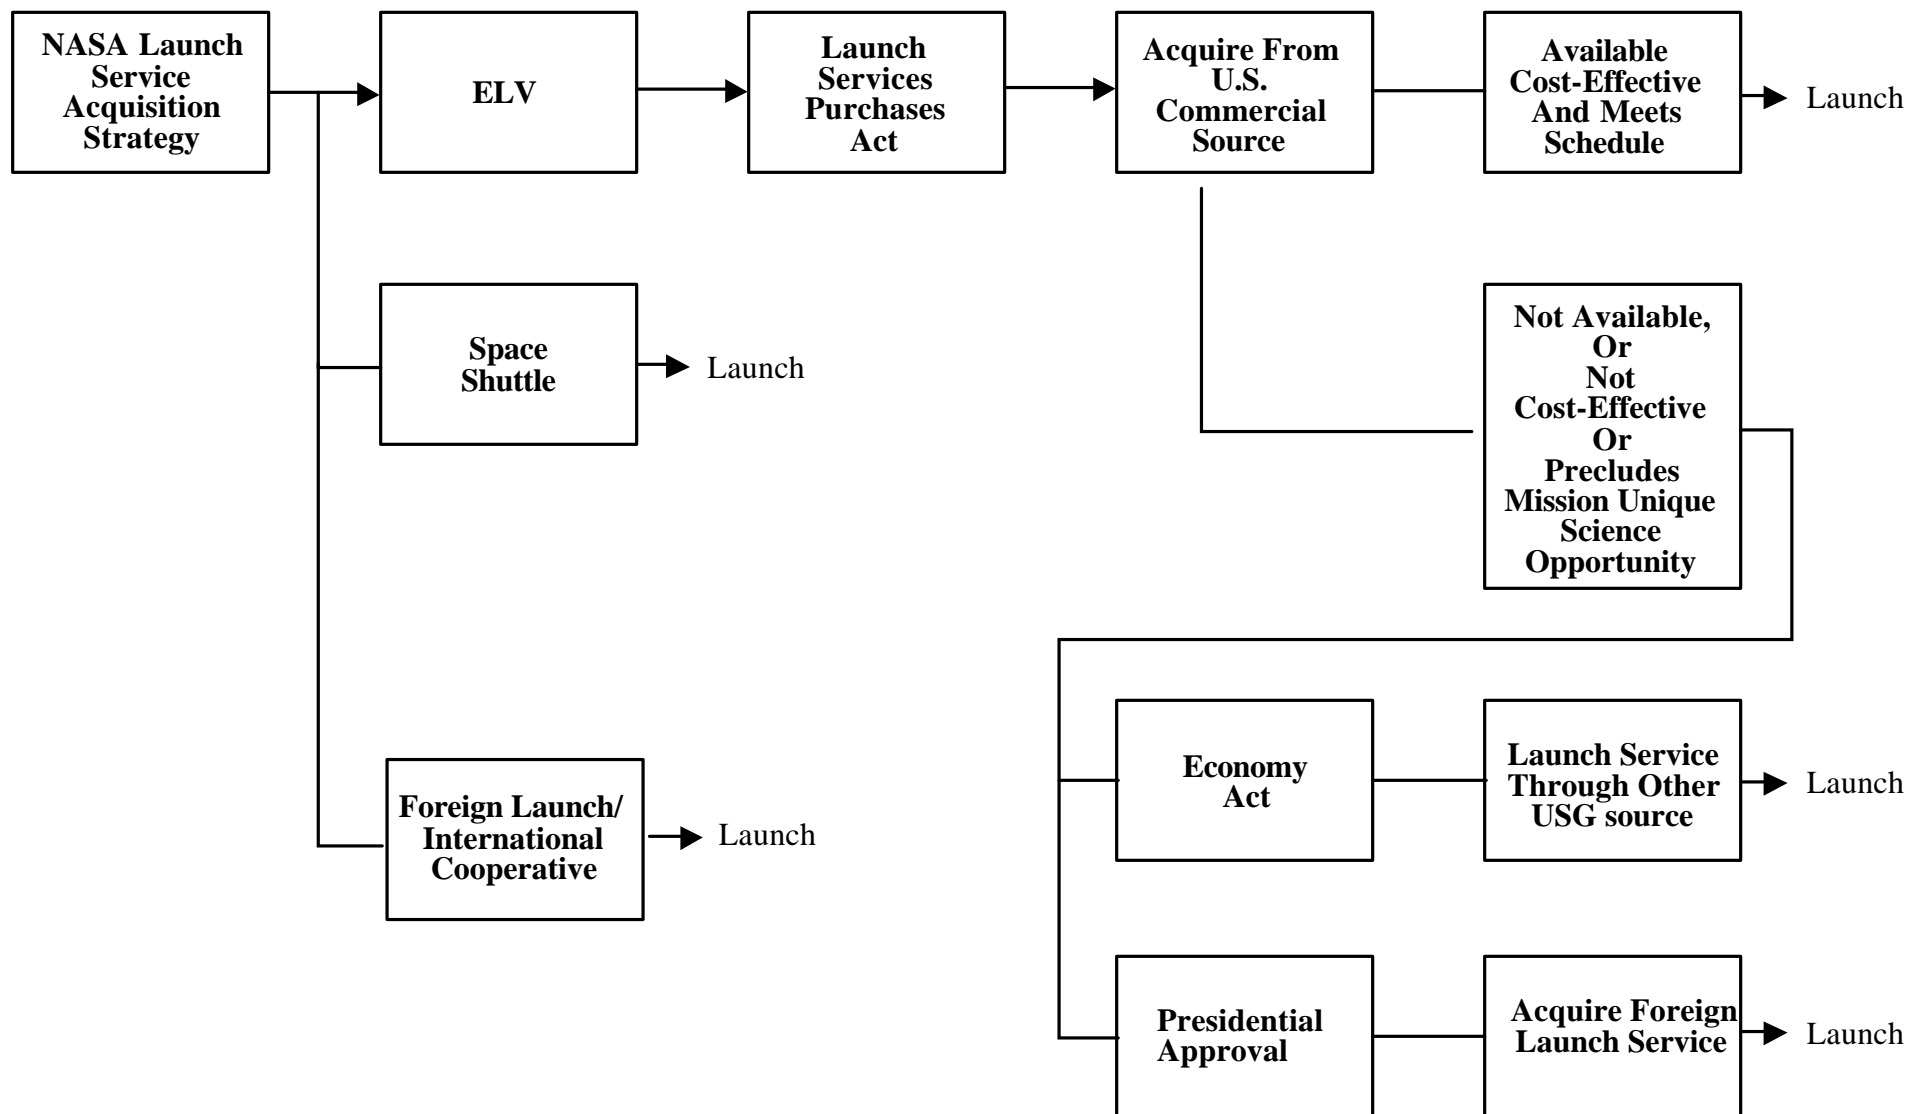 NASA Launch
Service
Acquisition
Strategy
ELV
Launch
Services
Purchases
Act
Acquire From
U.S.
Commercial
Source
Available
Cost-Effective
And Meets
Schedule
Launch
Space
Shuttle
Launch
Not Available,
Or
Not
Cost-Effective
Or
Precludes
Mission Unique
Science
Opportunity
Foreign Launch/
International
Cooperative
Launch
Economy
Act
Launch Service
Through Other
USG source
Launch
Presidential
Approval
Acquire Foreign
Launch Service
Launch